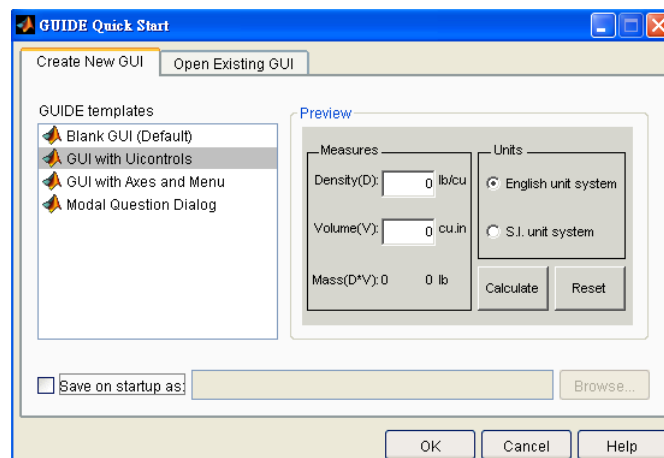 GUIDE Quick Start
Create New GUI
Open Existing GUI
GUIDE templates
Blank GUI (Default)
GUI with Uicontrols
GUI with Axes and Menu
Modal Question Dialog
Preview
Measures
Density(D): 0 lb/cu
Volume(V): 0 cu.in
Mass(D*V): 0 0 lb
Units
English unit system
S.I. unit system
Calculate
Reset
Save on startup as:
Browse...
OK
Cancel
Help